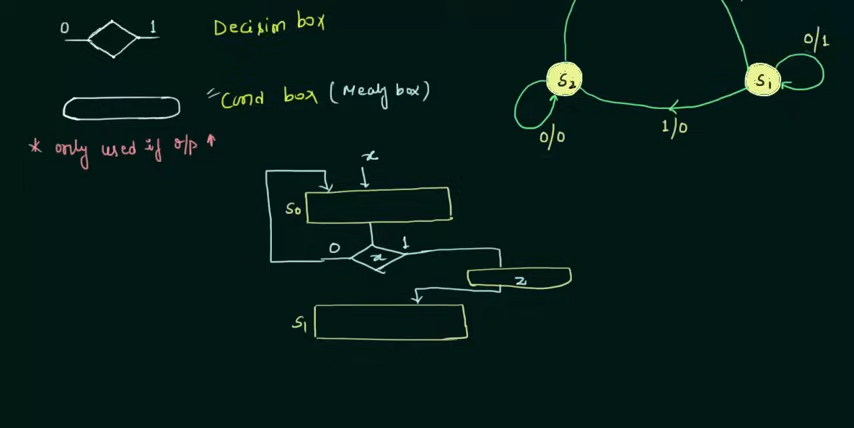 0 1 Decision box
0/1
S2 S1
Cond box (Mealy box)
0/0 1/0
* only used if o/p ↑
x
S0
0 1
x
z
S1